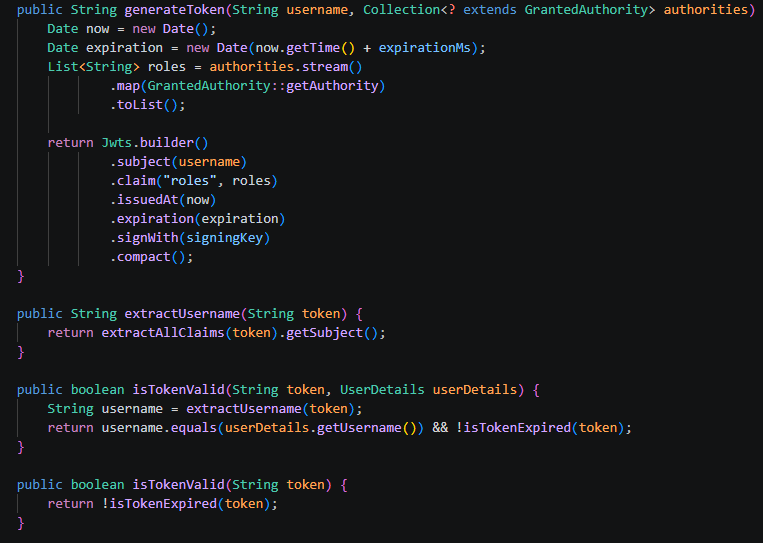 public String generateToken(String username, Collection<? extends GrantedAuthority> authorities)
    Date now = new Date();
    Date expiration = new Date(now.getTime() + expirationMs);
    List<String> roles = authorities.stream()
            .map(GrantedAuthority::getAuthority)
            .toList();

    return Jwts.builder()
            .subject(username)
            .claim("roles", roles)
            .issuedAt(now)
            .expiration(expiration)
            .signWith(signingKey)
            .compact();
}

public String extractUsername(String token) {
    return extractAllClaims(token).getSubject();
}

public boolean isTokenValid(String token, UserDetails userDetails) {
    String username = extractUsername(token);
    return username.equals(userDetails.getUsername()) && !isTokenExpired(token);
}

public boolean isTokenValid(String token) {
    return !isTokenExpired(token);
}